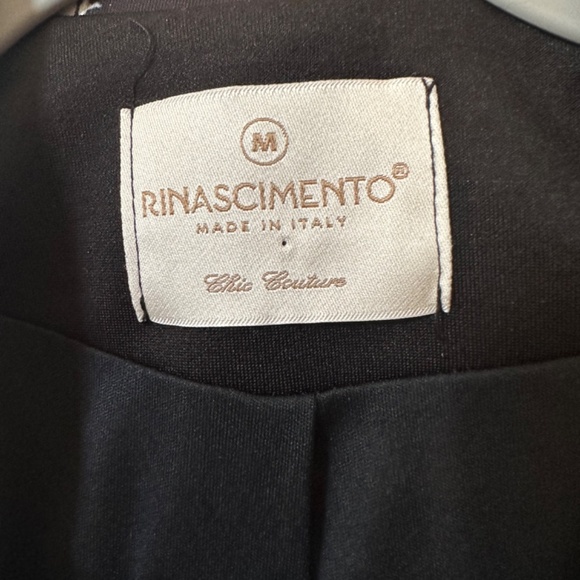 M
RINASCIMENTO®
MADE IN ITALY
Chic Couture